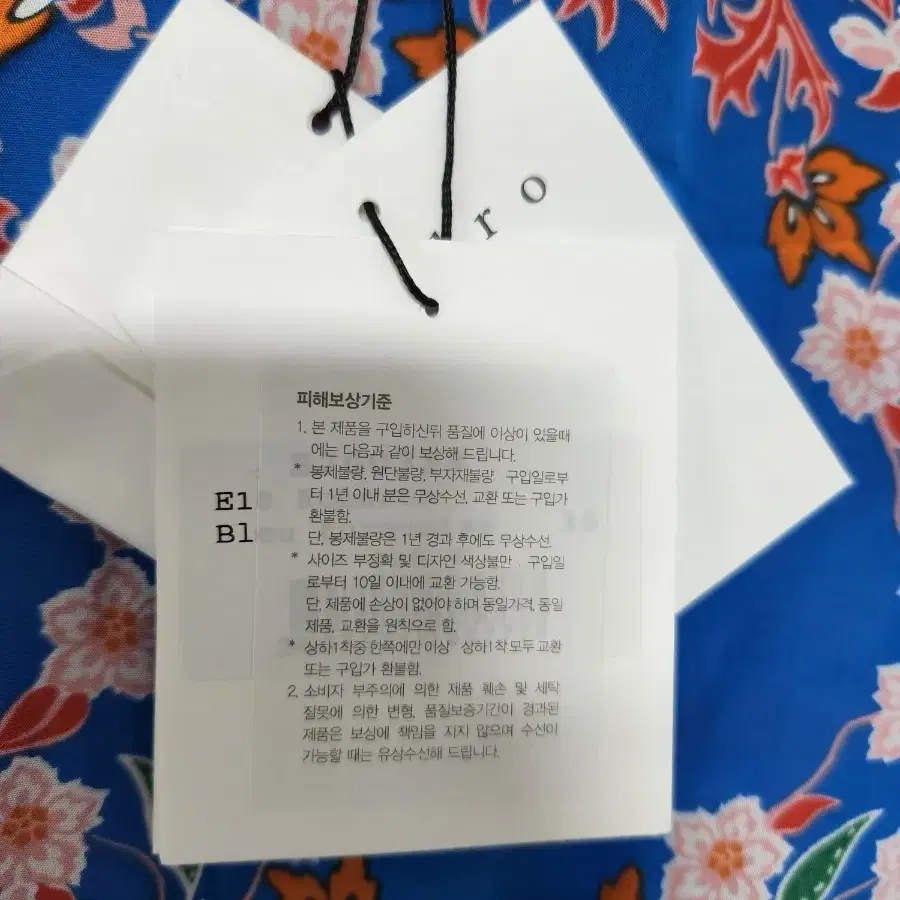 ro
피해보상기준
1. 본 제품을 구입하신뒤 품질에 이상이 있을때
에는 다음과 같이 보상해 드립니다.
* 봉제불량, 원단불량, 부자재불량 구입일로부
터 1년 이내 분은 무상수선, 교환 또는 구입가
환불함.
단, 봉제불량은 1년 경과 후에도 무상수선.
* 사이즈 부정확 및 디자인 색상불만 구입일
로부터 10일 이내에 교환 가능함.
단, 제품에 손상이 없어야 하며 동일가격, 동일
제품, 교환을 원칙으로 함.
* 상하1착중 한쪽에만 이상 상하1착 모두 교환
또는 구입가 환불함.
2. 소비자 부주의에 의한 제품 훼손 및 세탁
잘못에 의한 변형, 품질보증기간이 경과된
제품은 보상에 책임을 지지 않으며 수선이
가능할 때는 유상수선해 드립니다.
El
Bl